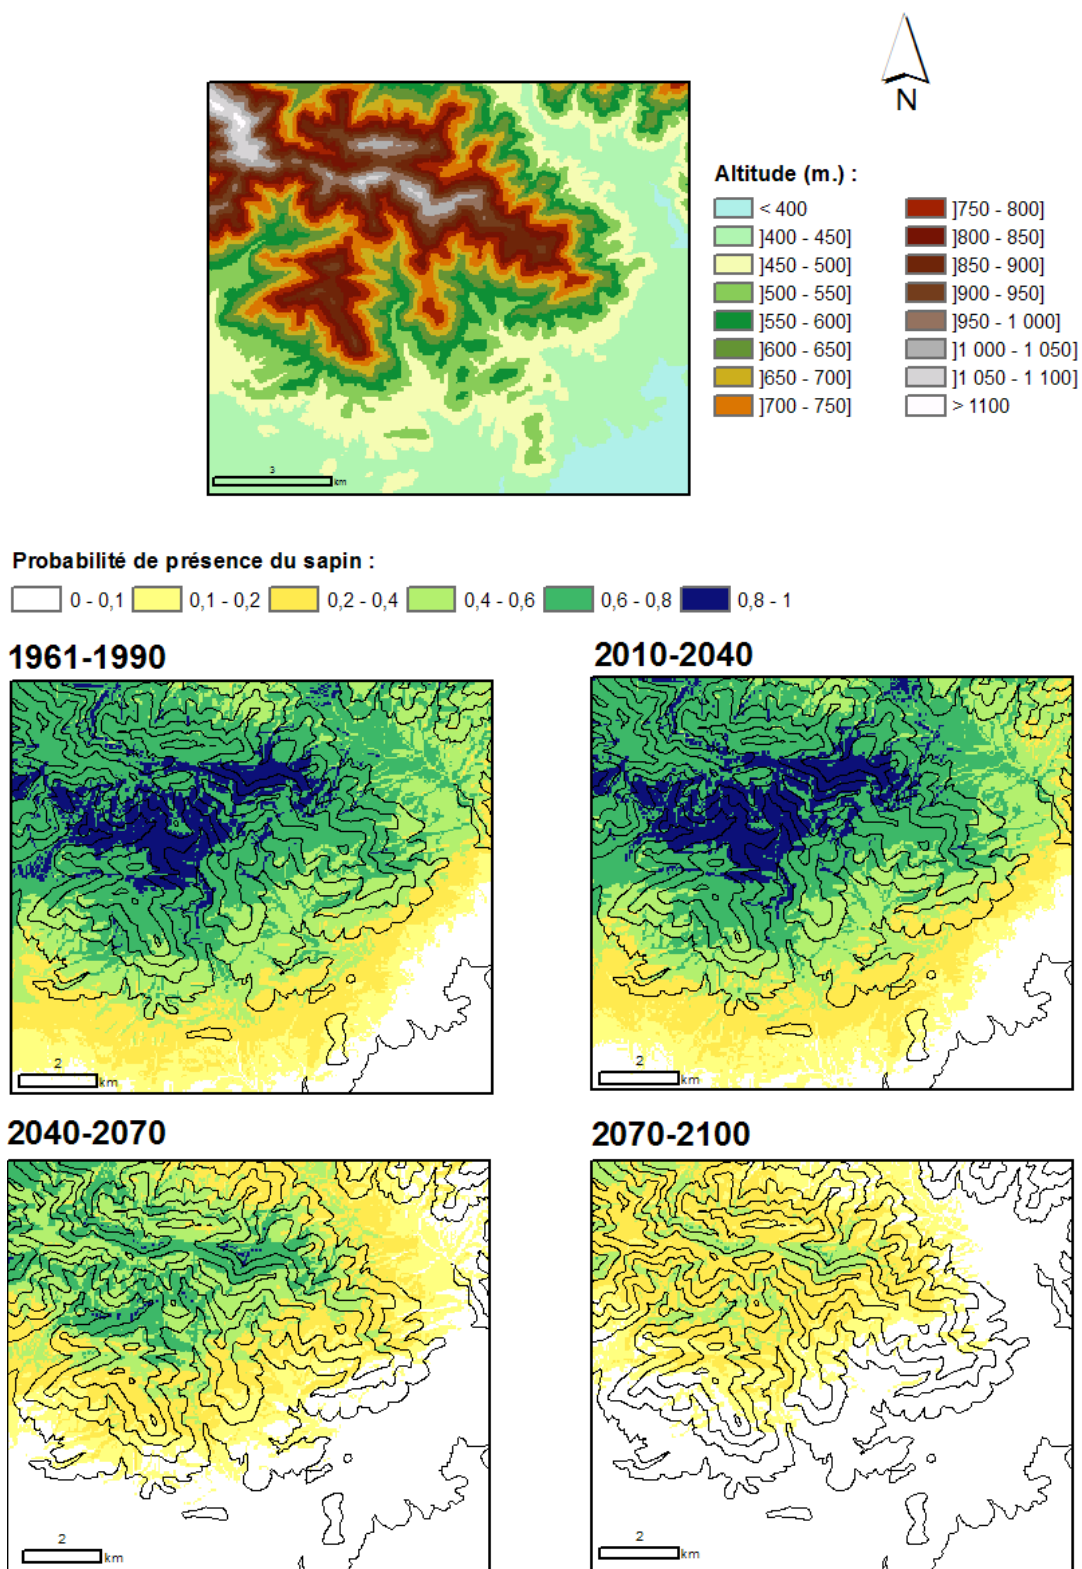 N
Altitude (m.) :
< 400
]400 - 450]
]450 - 500]
]500 - 550]
]550 - 600]
]600 - 650]
]650 - 700]
]700 - 750]
]750 - 800]
]800 - 850]
]850 - 900]
]900 - 950]
]950 - 1 000]
]1 000 - 1 050]
]1 050 - 1 100]
> 1100
3
km
Probabilité de présence du sapin :
0 - 0,1 0,1 - 0,2 0,2 - 0,4 0,4 - 0,6 0,6 - 0,8 0,8 - 1
1961-1990
2
km
2010-2040
2
km
2040-2070
2
km
2070-2100
2
km